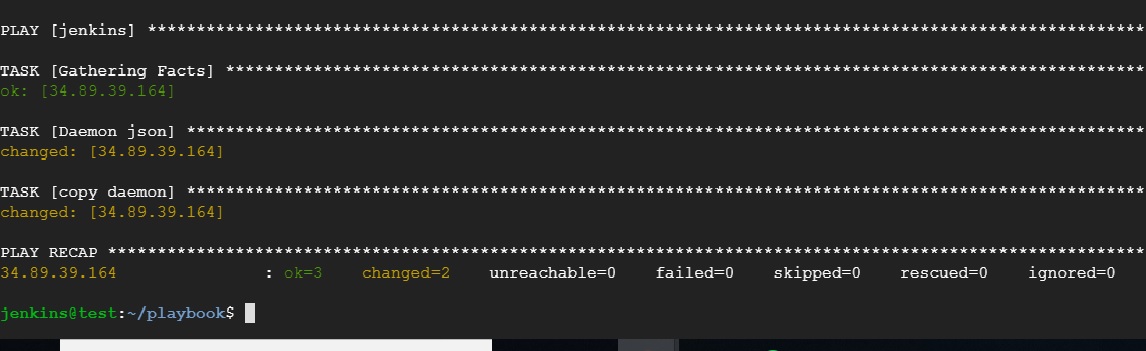 PLAY [jenkins] ****************************************************************************************************
TASK [Gathering Facts] ********************************************************************************************
ok: [34.89.39.164]
TASK [Daemon json] ************************************************************************************************
changed: [34.89.39.164]
TASK [copy daemon] ************************************************************************************************
changed: [34.89.39.164]
PLAY RECAP ********************************************************************************************************
34.89.39.164 : ok=3 changed=2 unreachable=0 failed=0 skipped=0 rescued=0 ignored=0
jenkins@test:~/playbook$